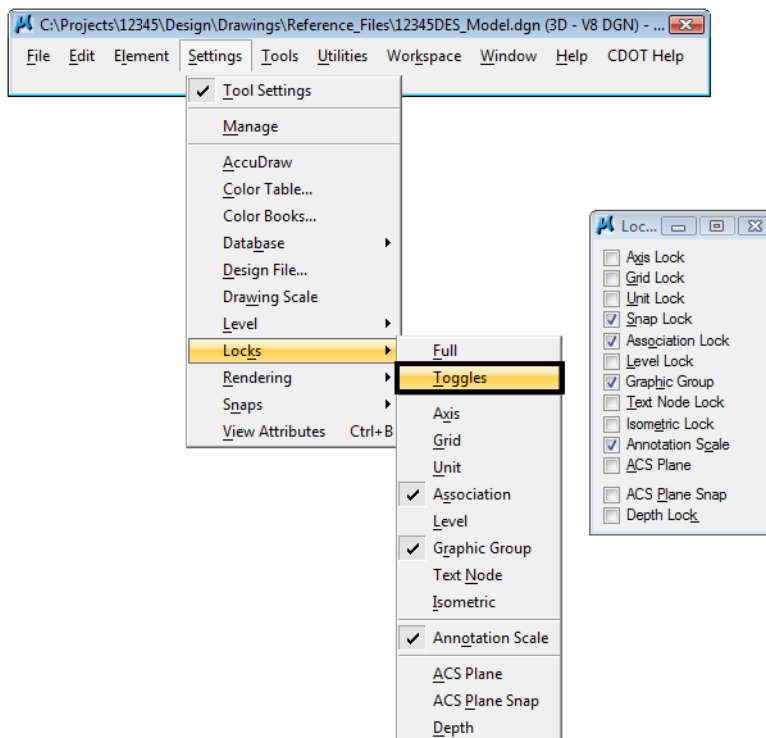 C:\Projects\12345\Design\Drawings\Reference_Files\12345DES_Model.dgn (3D - V8 DGN) - ...
File Edit Element Settings Tools Utilities Workspace Window Help CDOT Help
Tool Settings
Manage
AccuDraw
Color Table...
Color Books...
Database
Design File...
Drawing Scale
Level
Locks
Rendering
Snaps
View Attributes Ctrl+B
Full
Toggles
Axis
Grid
Unit
Association
Level
Graphic Group
Text Node
Isometric
Annotation Scale
ACS Plane
ACS Plane Snap
Depth
Loc...
Axis Lock
Grid Lock
Unit Lock
Snap Lock
Association Lock
Level Lock
Graphic Group
Text Node Lock
Isometric Lock
Annotation Scale
ACS Plane
ACS Plane Snap
Depth Lock